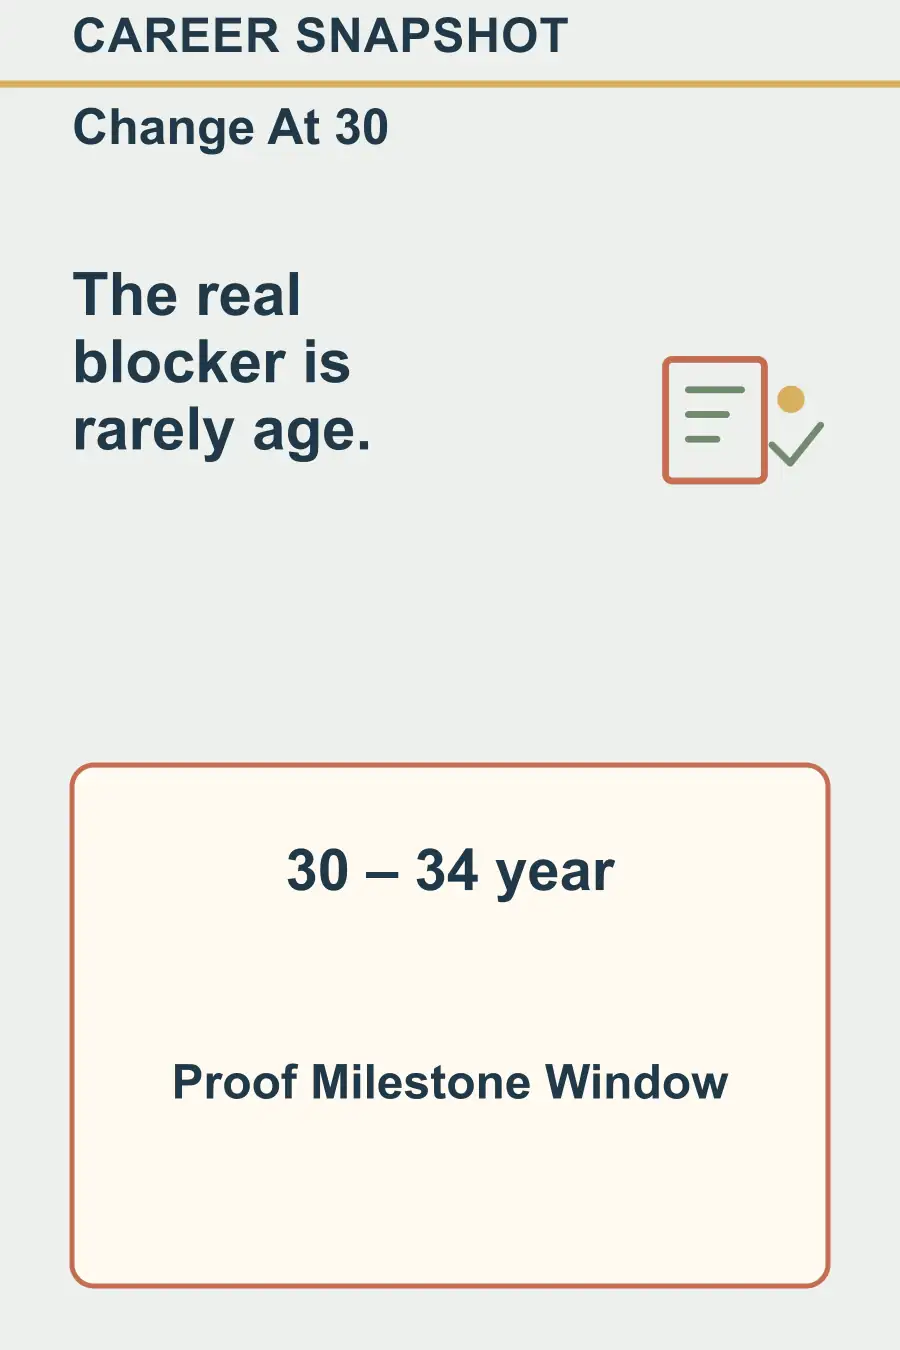 CAREER SNAPSHOT
Change At 30
The real
blocker is
rarely age.
30 – 34 year
Proof Milestone Window